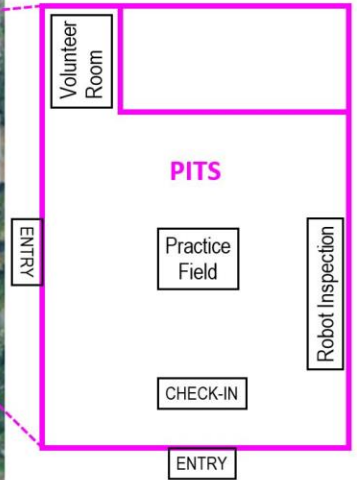 Volunteer
Room
PITS
ENTRY
Practice
Field
Robot Inspection
CHECK-IN
ENTRY